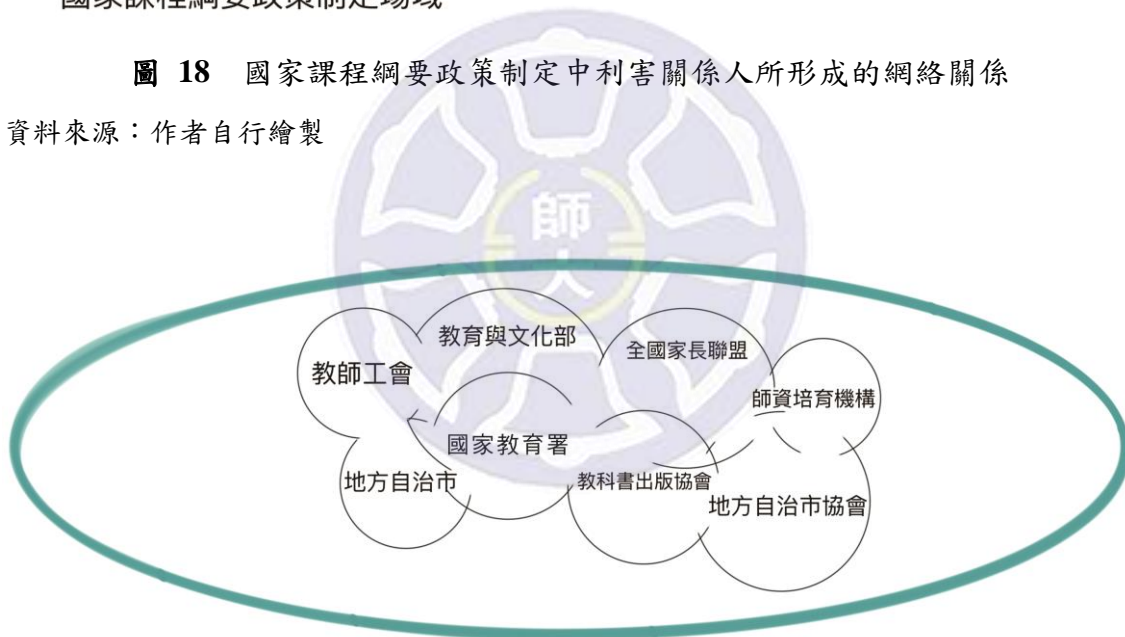 國家課程綱要政策制定場域
圖 18 國家課程綱要政策制定中利害關係人所形成的網絡關係
資料來源：作者自行繪製
師
大
教育與文化部
全國家長聯盟
教師工會
師資培育機構
國家教育署
地方自治市
教科書出版協會
地方自治市協會